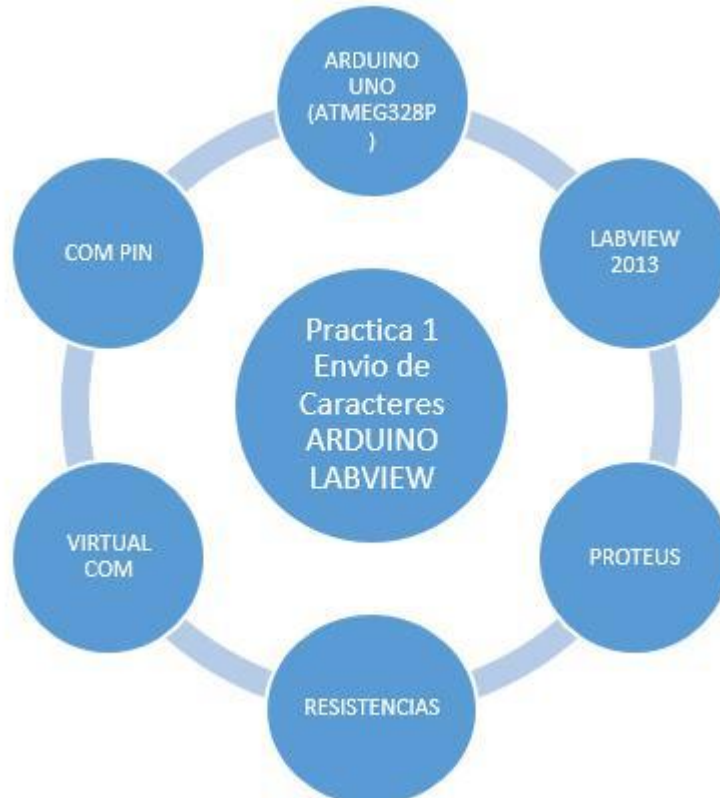 ARDUINO
UNO
(ATMEG328P
)
LABVIEW
2013
COM PIN
Practica 1
Envio de
Caracteres
ARDUINO
LABVIEW
VIRTUAL
COM
PROTEUS
RESISTENCIAS